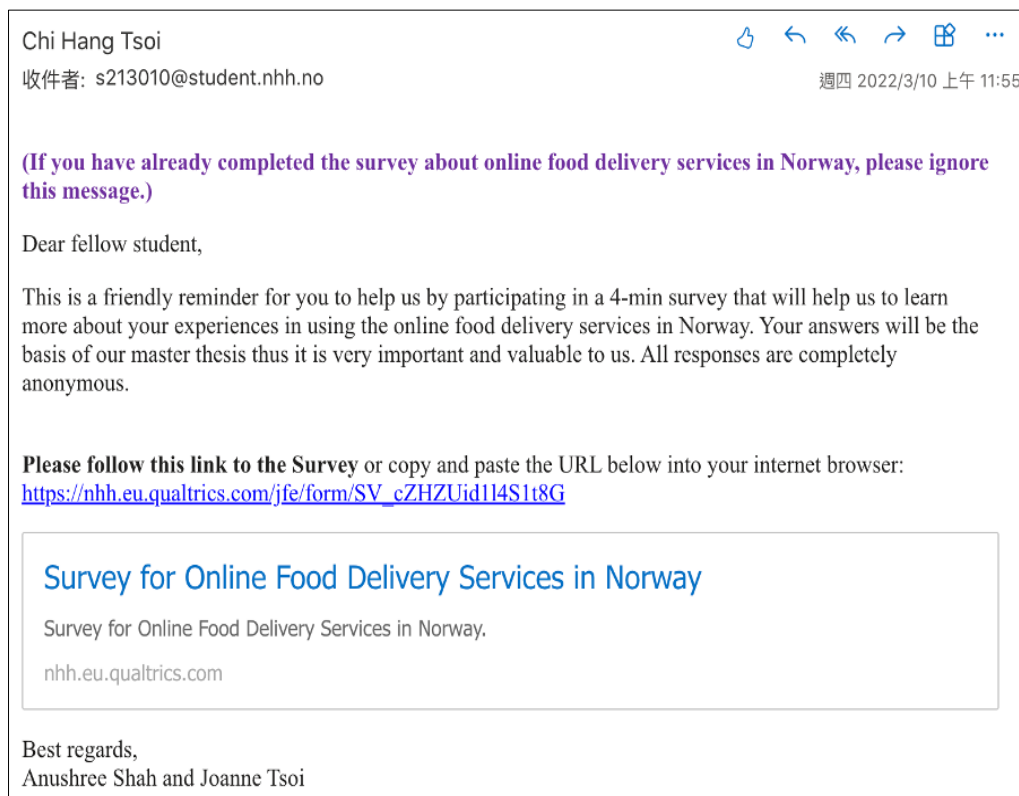 Chi Hang Tsoi
收件者: s213010@student.nhh.no
週四 2022/3/10 上午 11:55
(If you have already completed the survey about online food delivery services in Norway, please ignore
this message.)
Dear fellow student,
This is a friendly reminder for you to help us by participating in a 4-min survey that will help us to learn
more about your experiences in using the online food delivery services in Norway. Your answers will be the
basis of our master thesis thus it is very important and valuable to us. All responses are completely
anonymous.
Please follow this link to the Survey or copy and paste the URL below into your internet browser:
https://nhh.eu.qualtrics.com/jfe/form/SV_cZHZUid1l4S1t8G
Survey for Online Food Delivery Services in Norway
Survey for Online Food Delivery Services in Norway.
nhh.eu.qualtrics.com
Best regards,
Anushree Shah and Joanne Tsoi